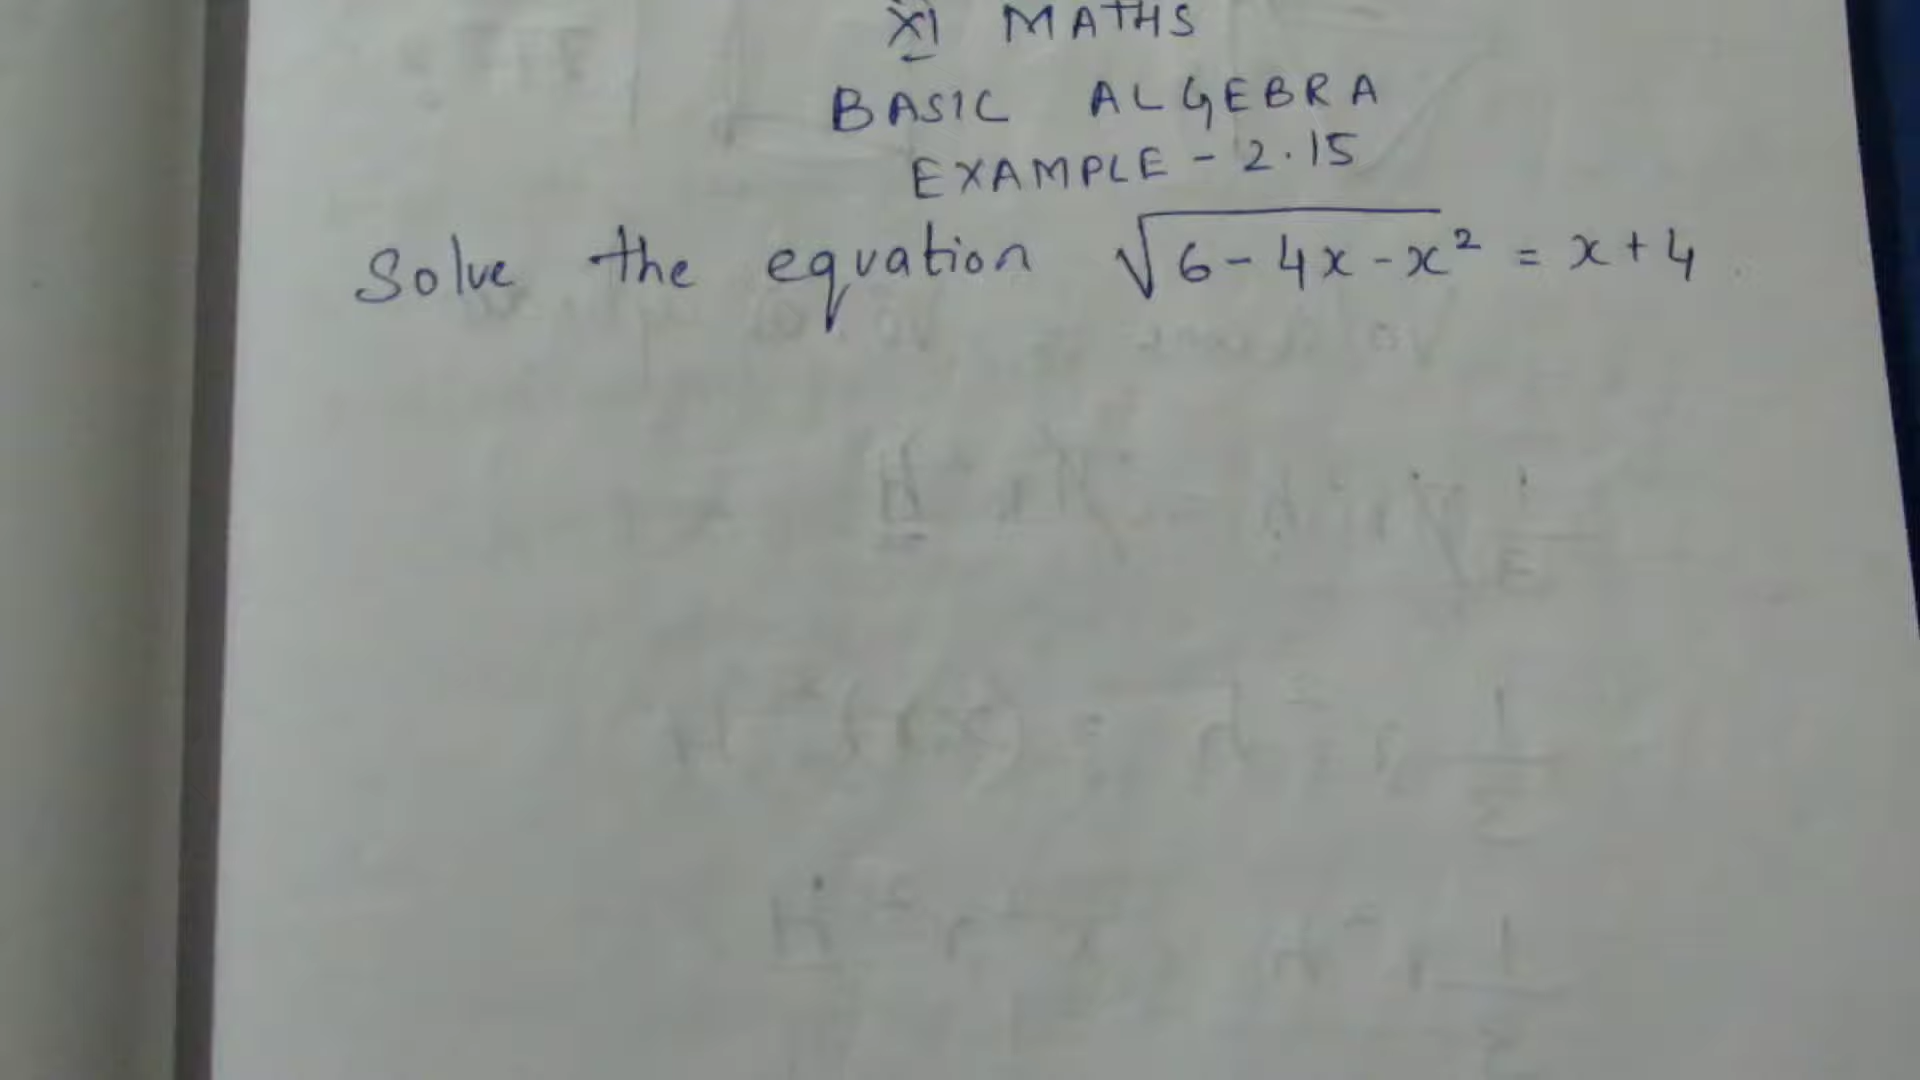 XI MATHS
BASIC ALGEBRA
EXAMPLE - 2.15
Solve the equation √6-4x-x² = x+4